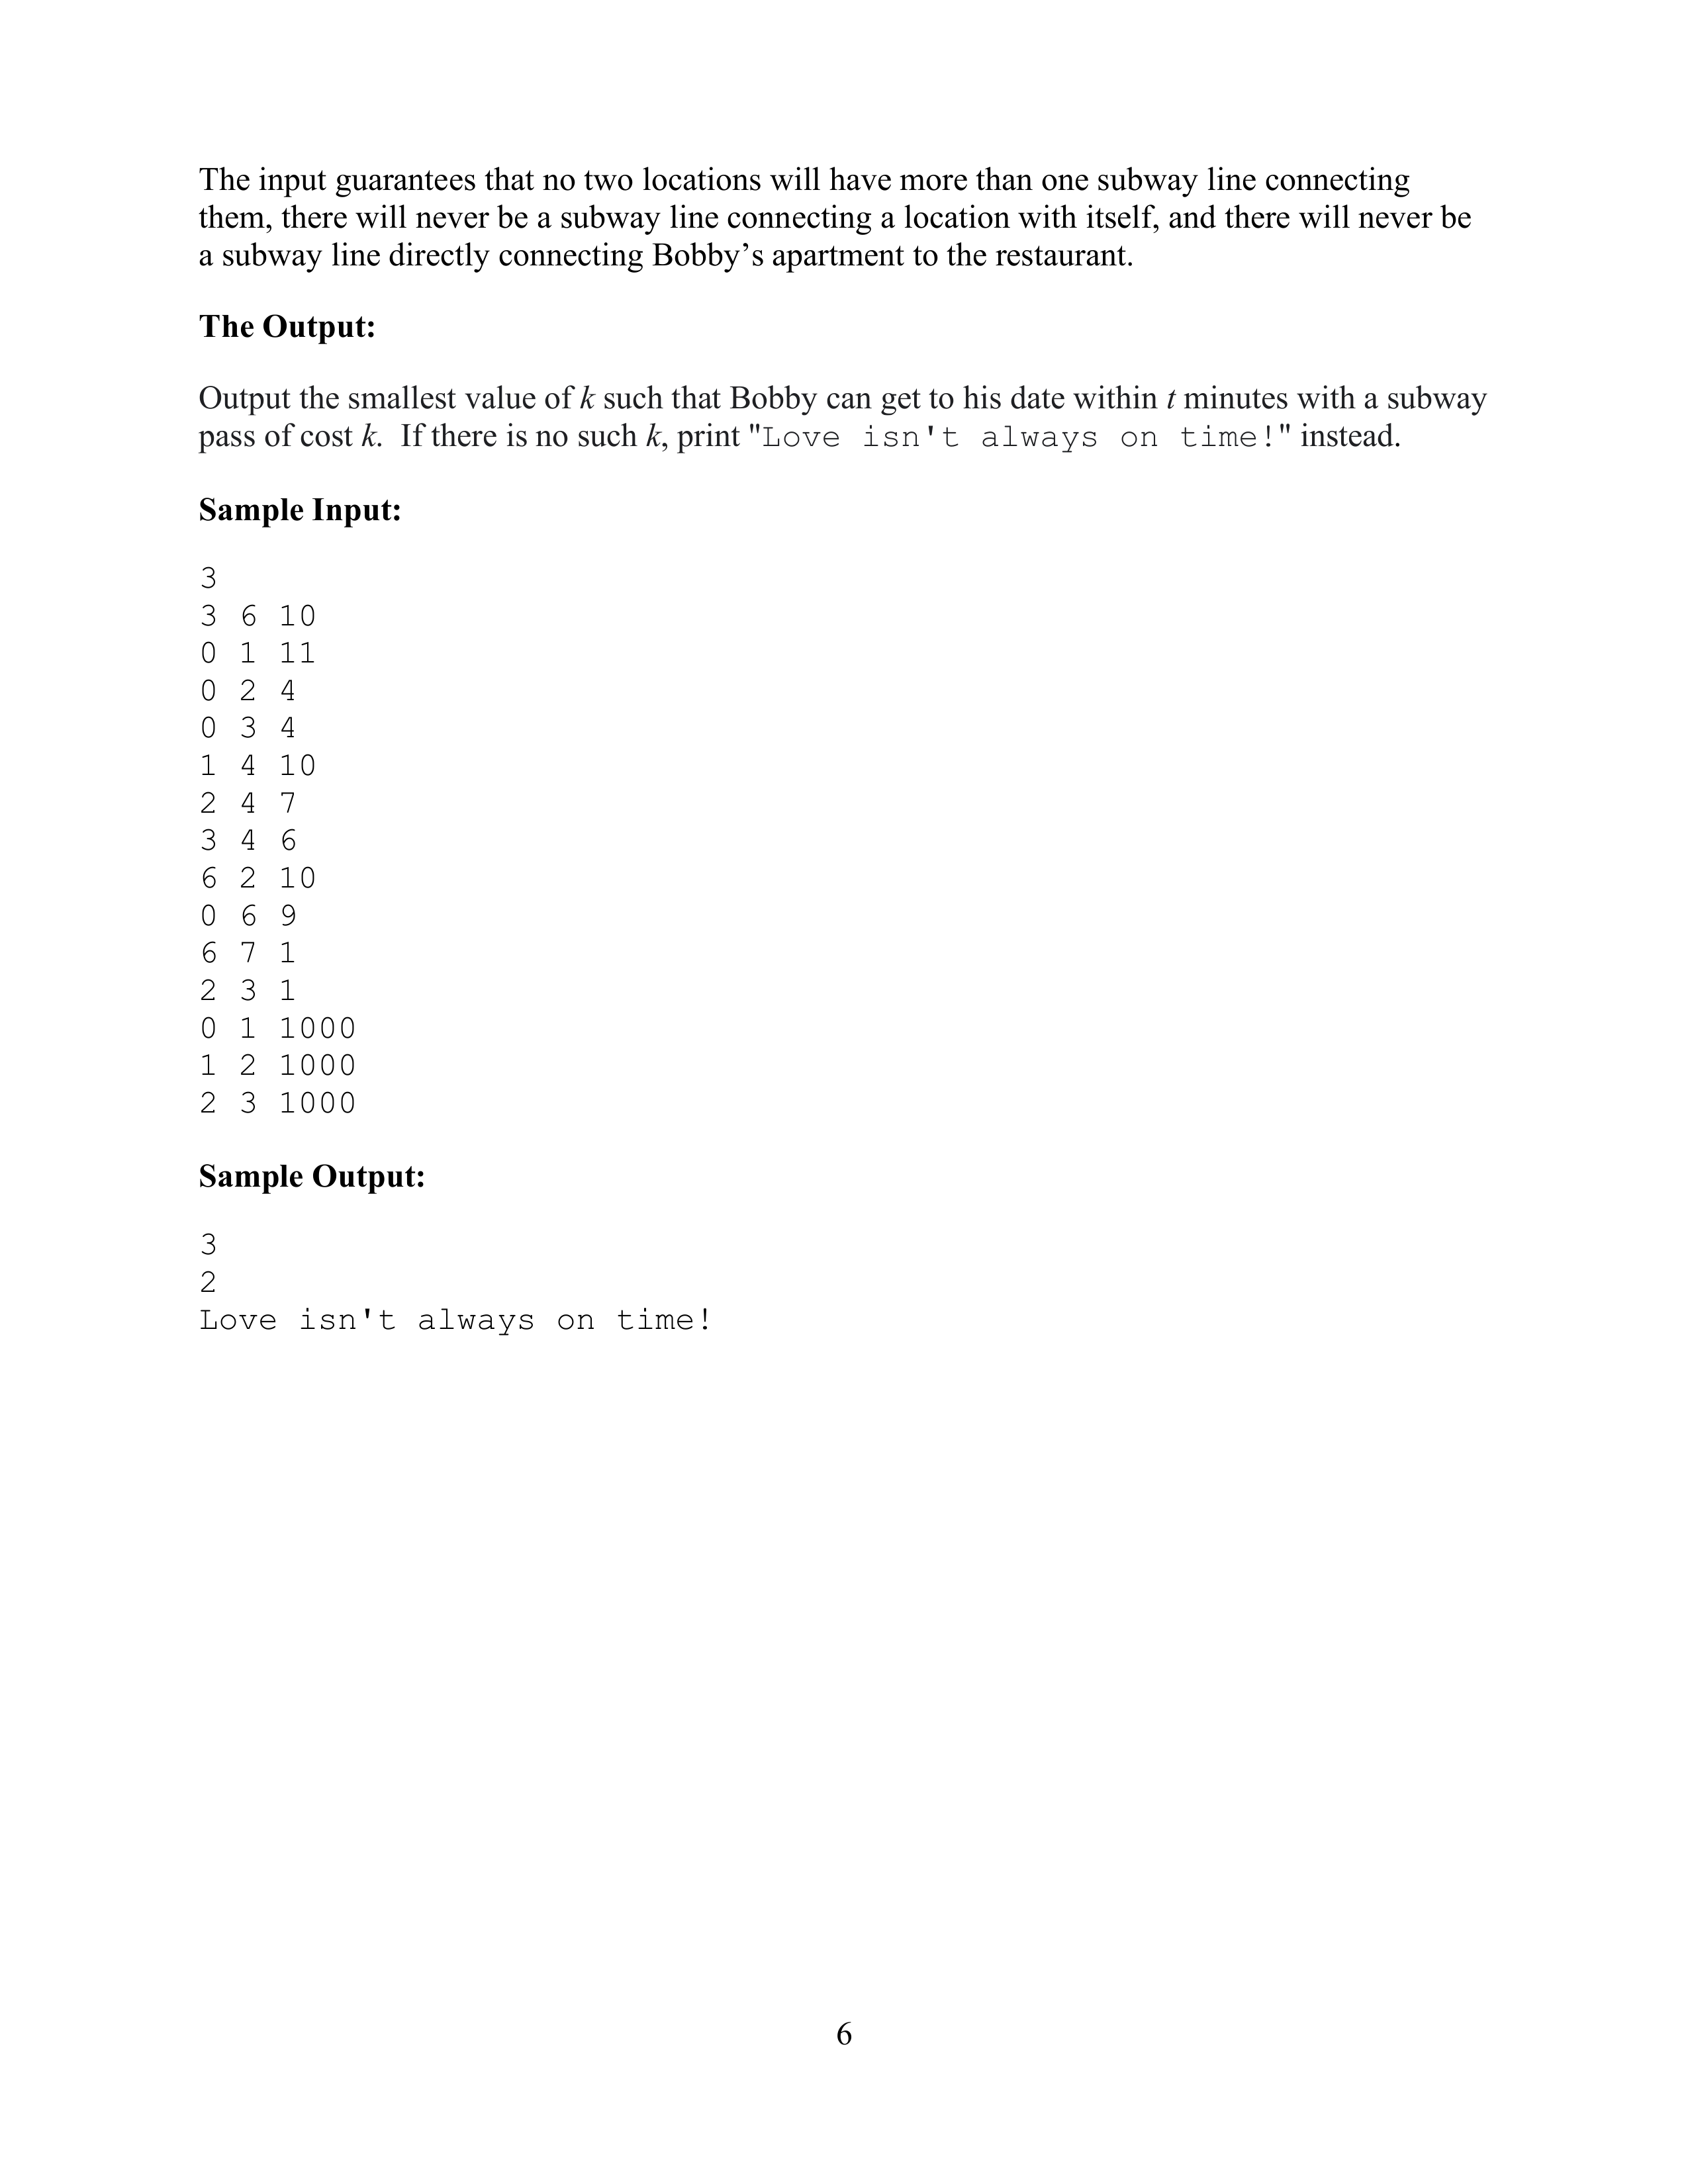 The input guarantees that no two locations will have more than one subway line connecting
them, there will never be a subway line connecting a location with itself, and there will never be
a subway line directly connecting Bobby’s apartment to the restaurant.
The Output:
Output the smallest value of k such that Bobby can get to his date within t minutes with a subway
pass of cost k.  If there is no such k, print "Love isn't always on time!" instead.
Sample Input:
3
3 6 10
0 1 11
0 2 4
0 3 4
1 4 10
2 4 7
3 4 6
6 2 10
0 6 9
6 7 1
2 3 1
0 1 1000
1 2 1000
2 3 1000
Sample Output:
3
2
Love isn't always on time!
6